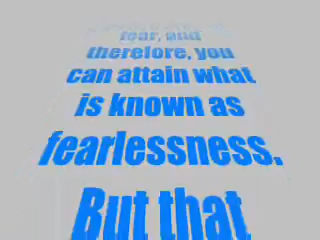 fear, and
therefore, you
can attain what
is known as
fearlessness.
But that